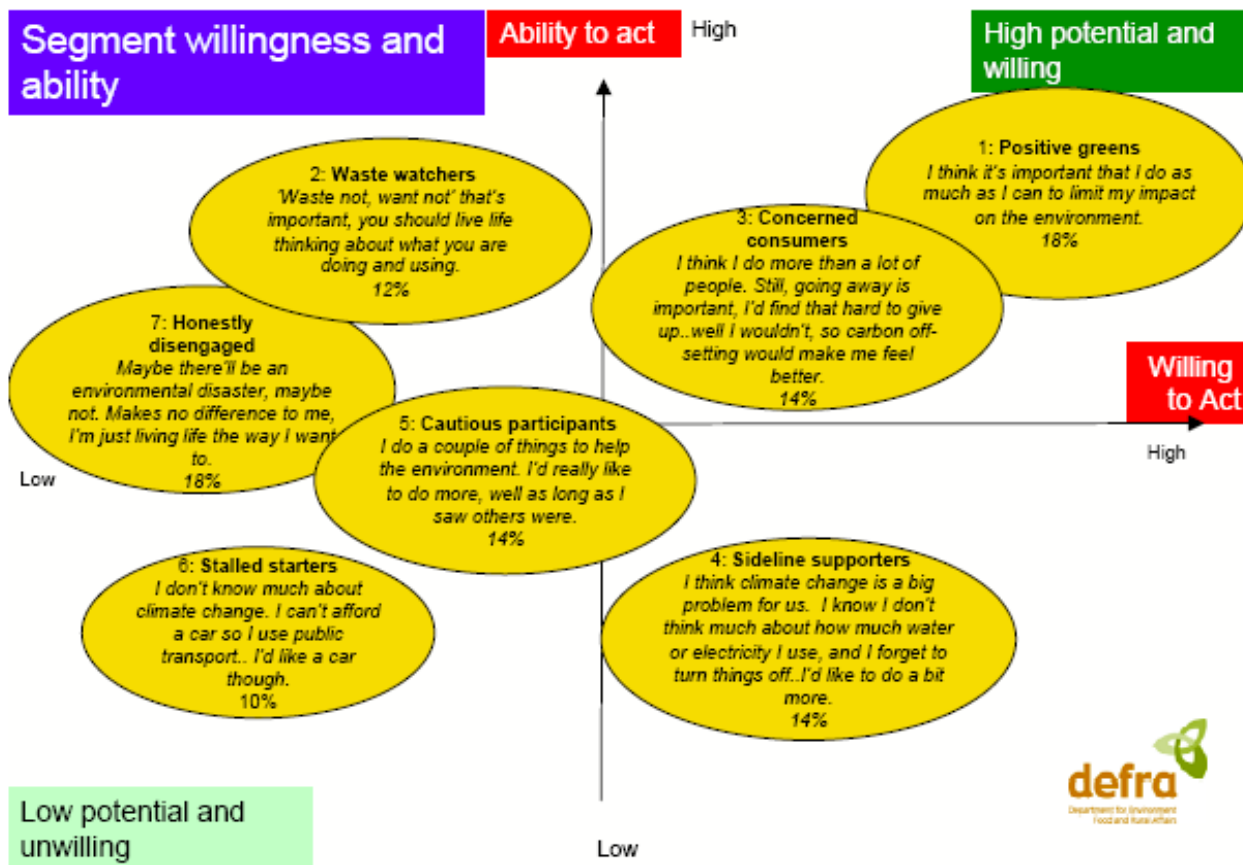 Segment willingness and
ability
Ability to act
High
High potential and
willing
1: Positive greens
I think it's important that I do as
much as I can to limit my impact
on the environment.
18%
2: Waste watchers
'Waste not, want not' that's
important, you should live life
thinking about what you are
doing and using.
12%
3: Concerned
consumers
I think I do more than a lot of
people. Still, going away is
important, I'd find that hard to give
up..well I wouldn't, so carbon off-
setting would make me feel
better.
14%
7: Honestly
disengaged
Maybe there'll be an
environmental disaster, maybe
not. Makes no difference to me,
I'm just living life the way I want
to.
18%
Willing
to Act
Low
High
5: Cautious participants
I do a couple of things to help
the environment. I'd really like
to do more, well as long as I
saw others were.
14%
6: Stalled starters
I don't know much about
climate change. I can't afford
a car so I use public
transport.. I'd like a car
though.
10%
4: Sideline supporters
I think climate change is a big
problem for us. I know I don't
think much about how much water
or electricity I use, and I forget to
turn things off..I'd like to do a bit
more.
14%
defra
Department for Environment
Food and Rural Affairs
Low potential and
unwilling
Low